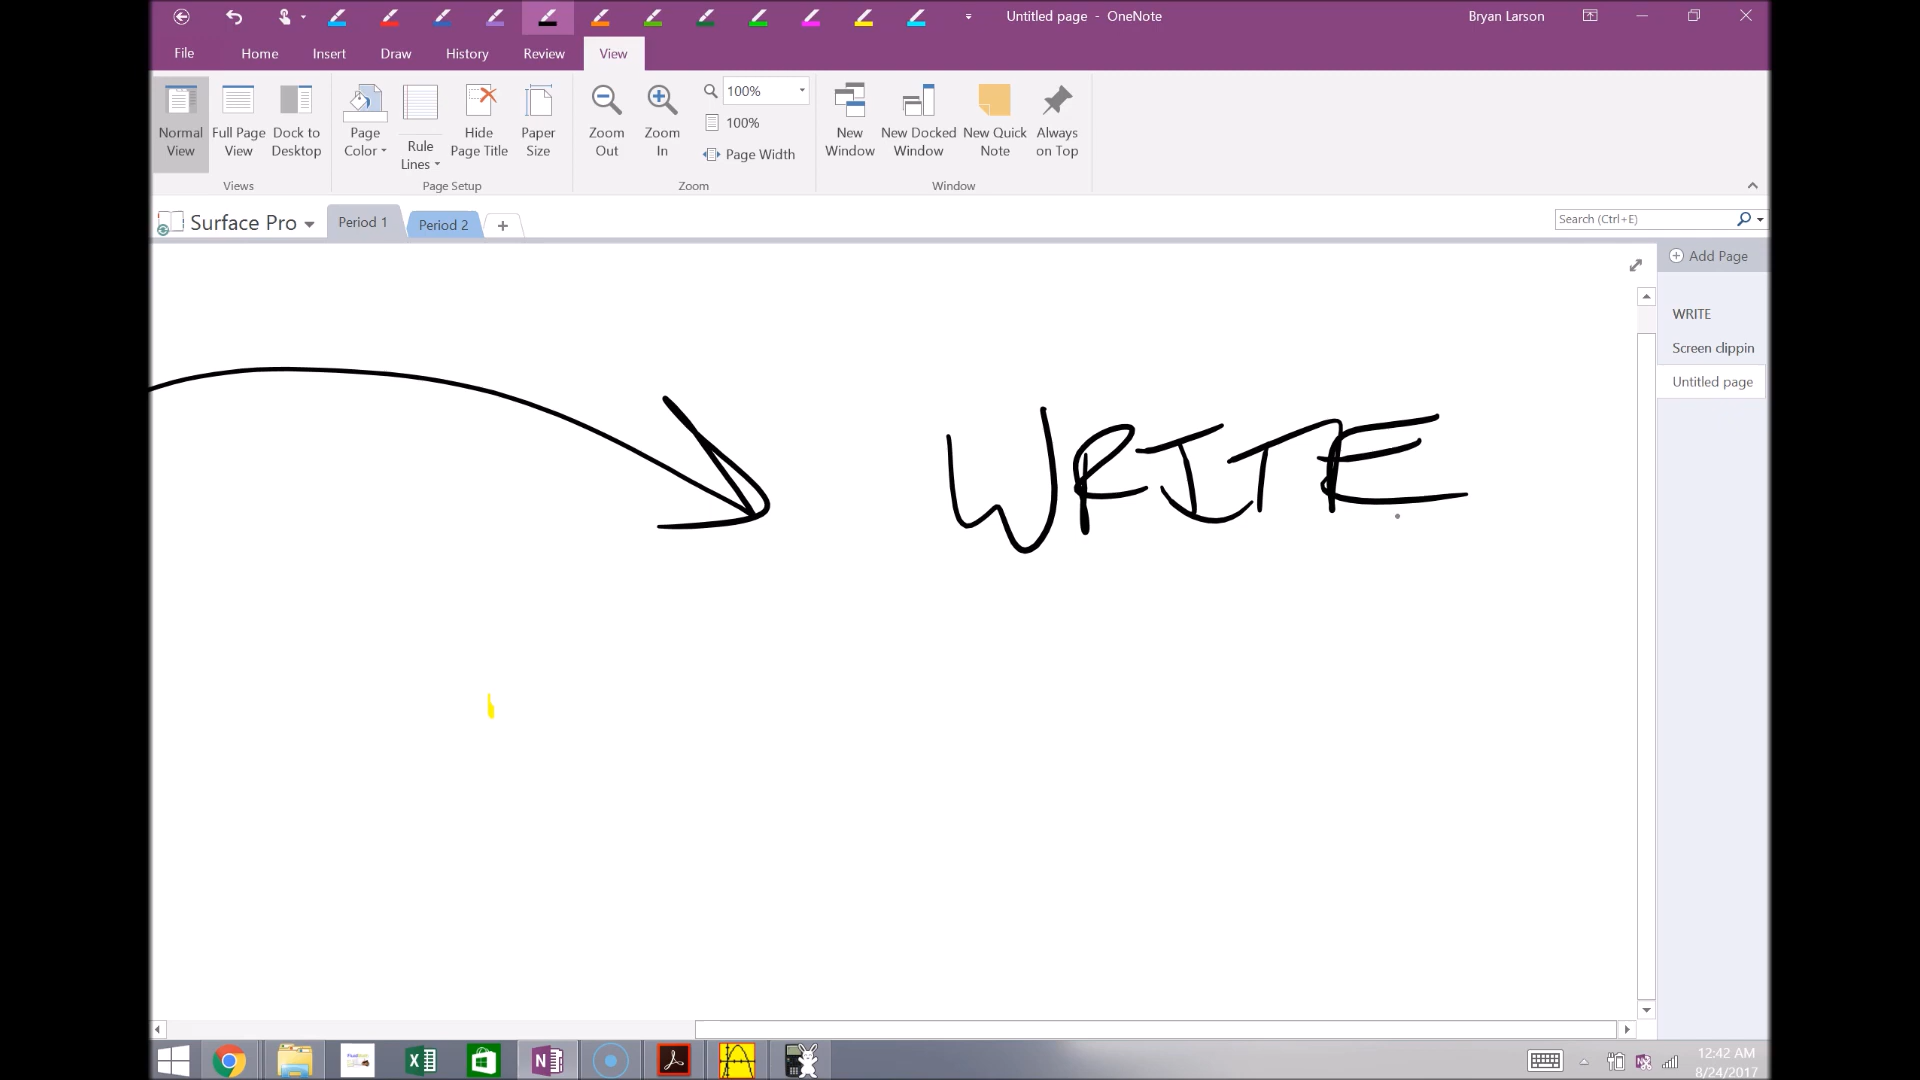 Untitled page - OneNote
Bryan Larson
File Home Insert Draw History Review View
Normal View
Full Page View
Dock to Desktop
Page Color
Rule Lines
Hide Page Title
Paper Size
Zoom Out
Zoom In
100%
100%
Page Width
New Window
New Docked Window
New Quick Note
Always on Top
Views
Page Setup
Zoom
Window
Surface Pro
Period 1
Period 2
Search (Ctrl+E)
Add Page
WRITE
Screen clippin
Untitled page
WRITE
12:42 AM
8/24/2017